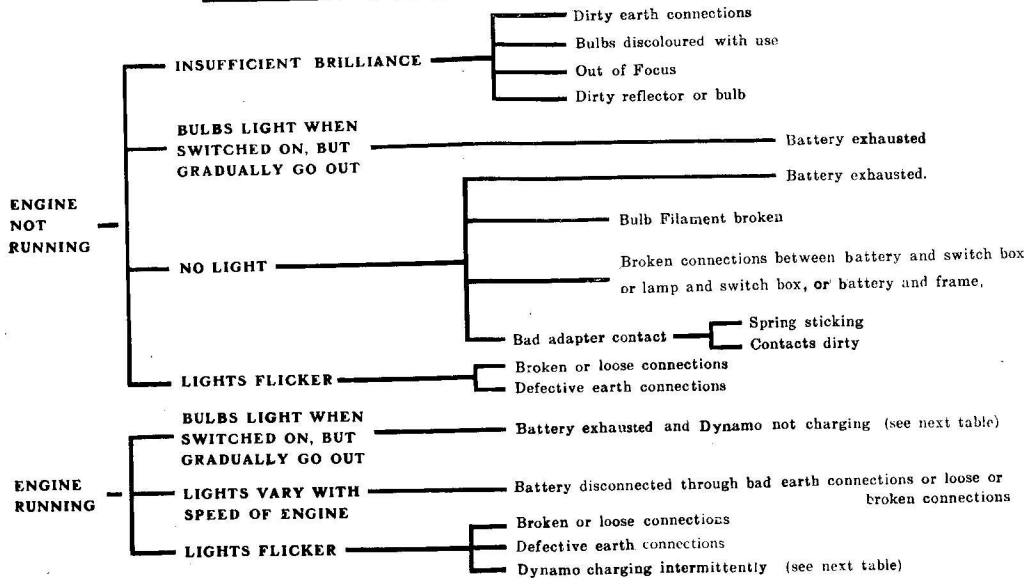 Dirty earth connections
Bulbs discoloured with use
INSUFFICIENT BRILLIANCE
Out of Focus
Dirty reflector or bulb
BULBS LIGHT WHEN
SWITCHED ON, BUT
GRADUALLY GO OUT
Battery exhausted
Battery exhausted.
ENGINE
NOT
RUNNING
Bulb Filament broken
NO LIGHT
Broken connections between battery and switch box
or lamp and switch box, or battery and frame.
Bad adapter contact
Spring sticking
Contacts dirty
LIGHTS FLICKER
Broken or loose connections
Defective earth connections
BULBS LIGHT WHEN
SWITCHED ON, BUT
GRADUALLY GO OUT
Battery exhausted and Dynamo not charging (see next table)
ENGINE
RUNNING
LIGHTS VARY WITH
SPEED OF ENGINE
Battery disconnected through bad earth connections or loose or
broken connections
LIGHTS FLICKER
Broken or loose connections
Defective earth connections
Dynamo charging intermittently (see next table)